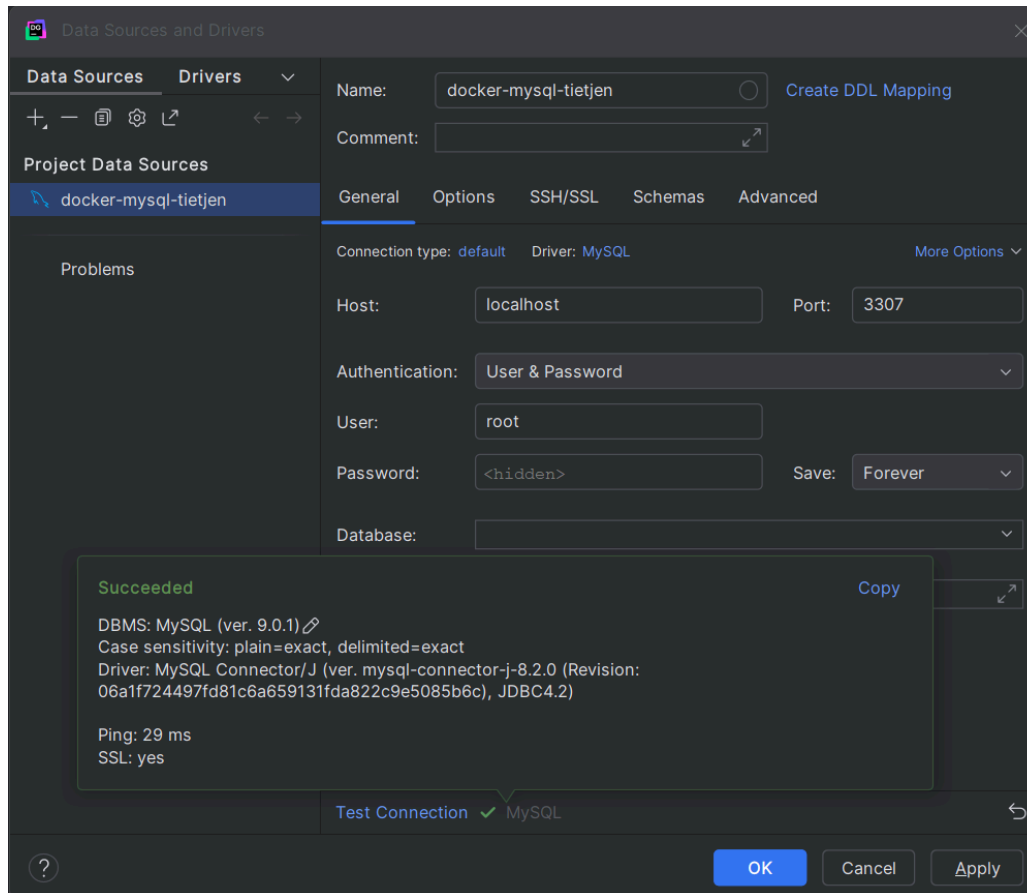 DG
Data Sources and Drivers
Data Sources Drivers
Project Data Sources
docker-mysql-tietjen
Problems
Name: docker-mysql-tietjen Create DDL Mapping
Comment:
General Options SSH/SSL Schemas Advanced
Connection type: default Driver: MySQL More Options
Host: localhost Port: 3307
Authentication: User & Password
User: root
Password: <hidden> Save: Forever
Database:
Succeeded Copy
DBMS: MySQL (ver. 9.0.1)
Case sensitivity: plain=exact, delimited=exact
Driver: MySQL Connector/J (ver. mysql-connector-j-8.2.0 (Revision:
06a1f724497fd81c6a659131fda822c9e5085b6c), JDBC4.2)
Ping: 29 ms
SSL: yes
Test Connection MySQL
? OK Cancel Apply